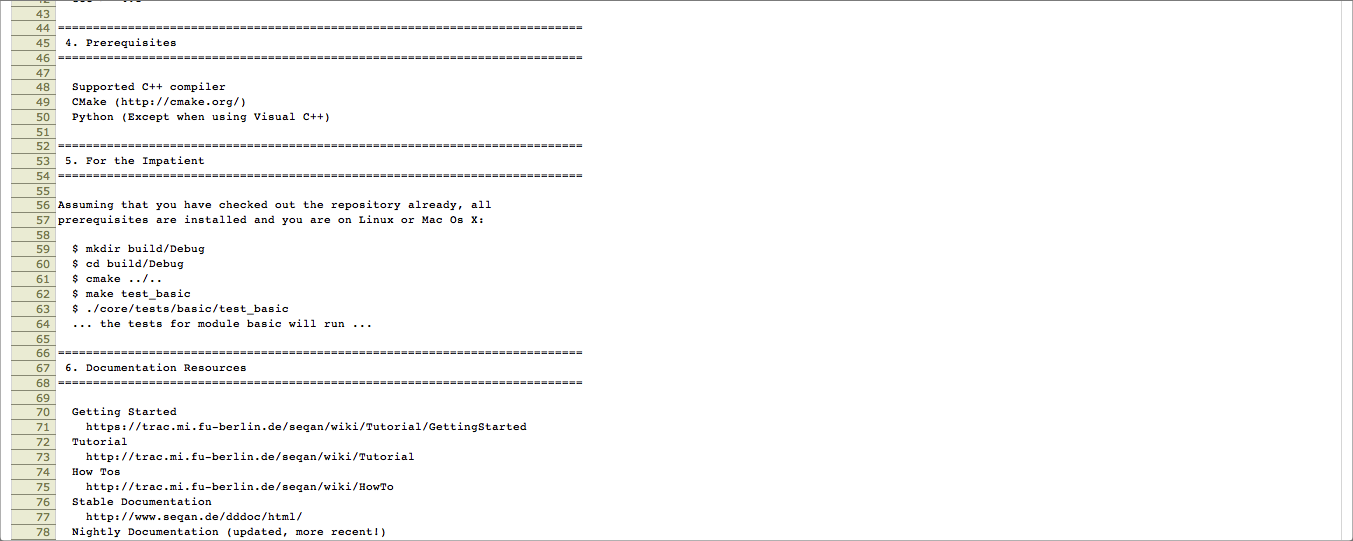 43
44 ===========================================================================
45  4. Prerequisites
46 ===========================================================================
47
48   Supported C++ compiler
49   CMake (http://cmake.org/)
50   Python (Except when using Visual C++)
51
52 ===========================================================================
53  5. For the Impatient
54 ===========================================================================
55
56 Assuming that you have checked out the repository already, all
57 prerequisites are installed and you are on Linux or Mac Os X:
58
59   $ mkdir build/Debug
60   $ cd build/Debug
61   $ cmake ../..
62   $ make test_basic
63   $ ./core/tests/basic/test_basic
64   ... the tests for module basic will run ...
65
66 ===========================================================================
67  6. Documentation Resources
68 ===========================================================================
69
70   Getting Started
71     https://trac.mi.fu-berlin.de/seqan/wiki/Tutorial/GettingStarted
72   Tutorial
73     http://trac.mi.fu-berlin.de/seqan/wiki/Tutorial
74   How Tos
75     http://trac.mi.fu-berlin.de/seqan/wiki/HowTo
76   Stable Documentation
77     http://www.seqan.de/dddoc/html/
78   Nightly Documentation (updated, more recent!)